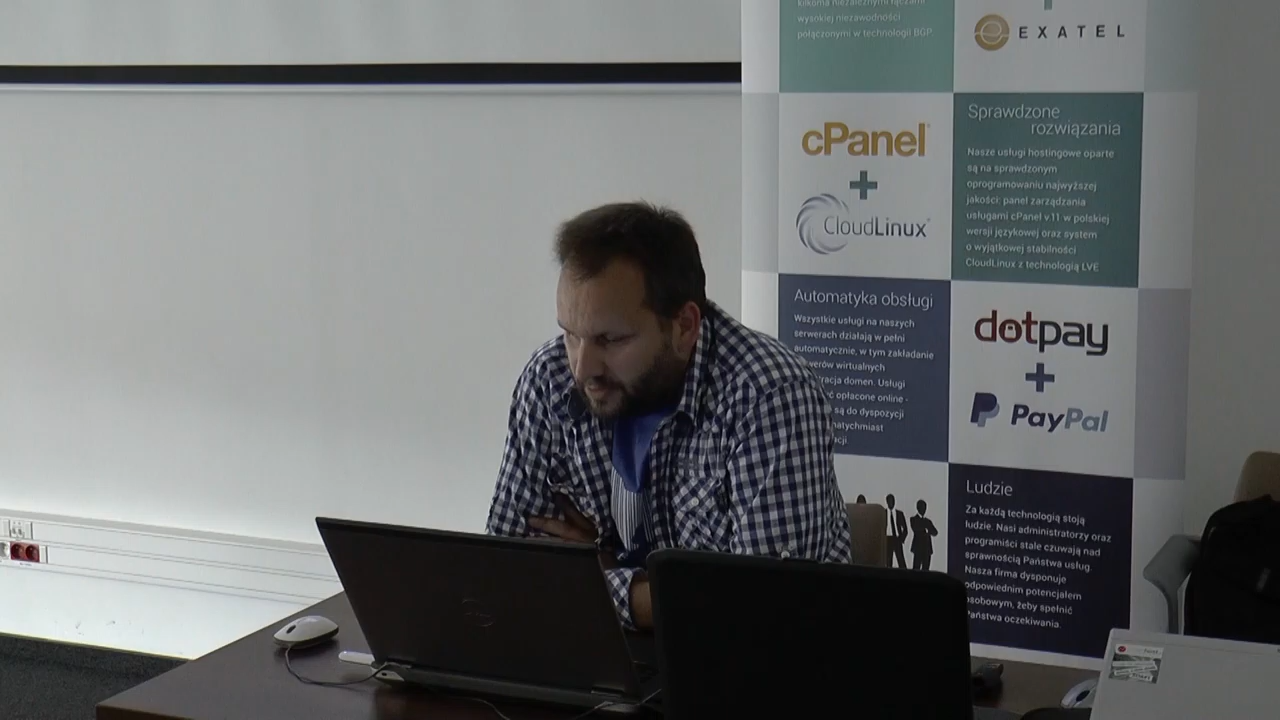 kilkoma niezależnymi łączami
wysokiej niezawodności
połączonymi w technologii BGP
EXATEL
cPanel
CloudLinux
Sprawdzone
rozwiązania
Nasze usługi hostingowe oparte
są na sprawdzonym
oprogramowaniu najwyższej
jakości: panel zarządzania
usługami cPanel v.11 w polskiej
wersji językowej oraz system
o wyjątkowej stabilności
CloudLinux z technologią LVE
Automatyka obsługi
Wszystkie usługi na naszych
serwerach działają w pełni
automatycznie, w tym zakładanie
wirtualnych
domen. Usługi
opłacone online -
są do dyspozycji
dotpay
PayPal
Ludzie
Za każdą technologią stoją
ludzie. Nasi administratorzy oraz
programiści stale czuwają nad
sprawnością Państwa usług.
Nasza firma dysponuje
odpowiednim potencjałem
osobowym, żeby spełnić
Państwa oczekiwania.